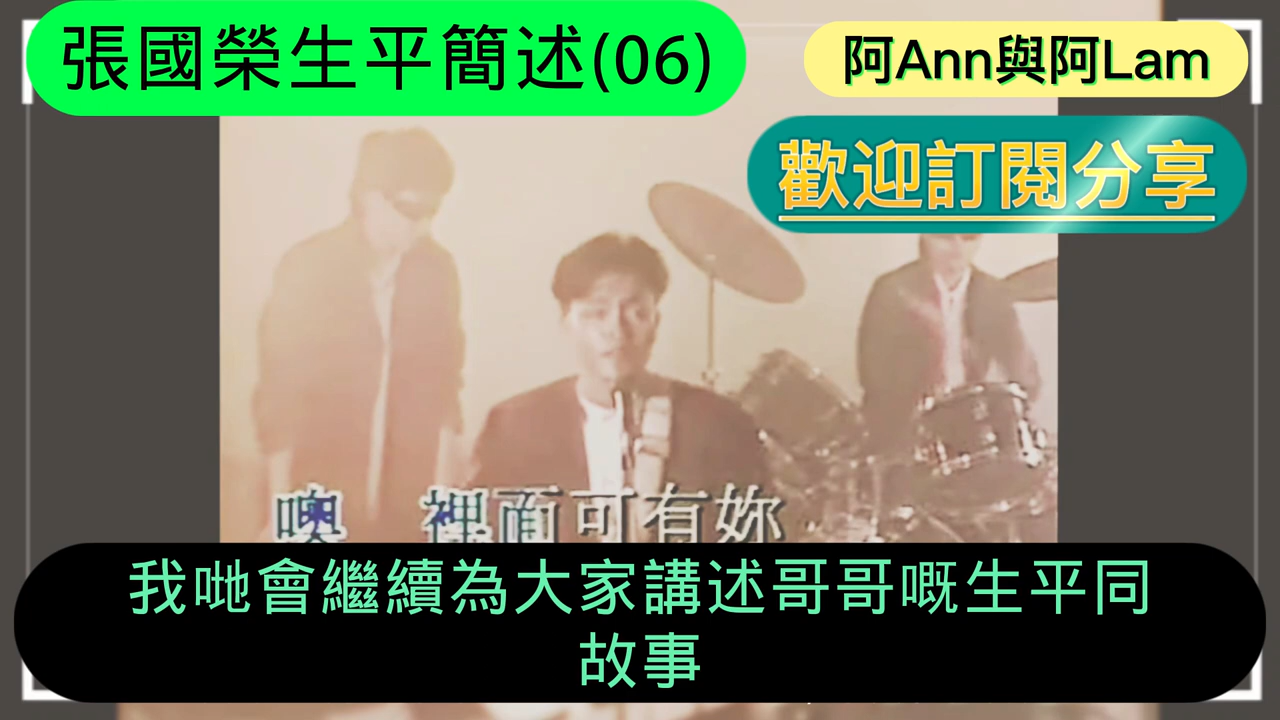 張國榮生平簡述(06)
阿Ann與阿Lam
歡迎訂閱分享
噢 裡面可有妳
我哋會繼續為大家講述哥哥嘅生平同
故事